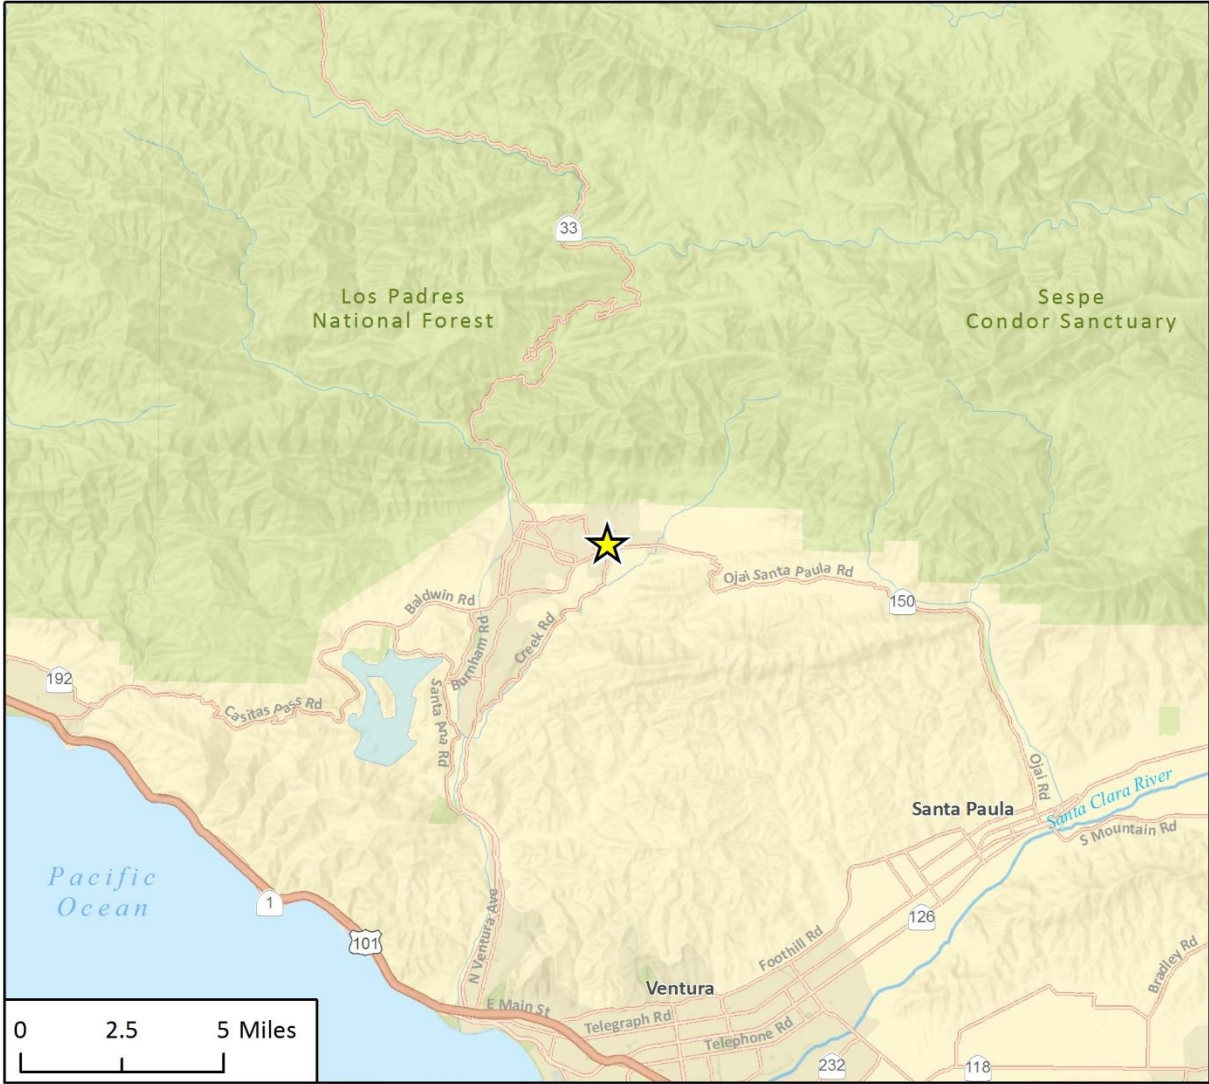 33
Los Padres
National Forest
Sespe
Condor Sanctuary
Ojai Santa Paula Rd
150
Baldwin Rd
Burnham Rd
Creek Rd
192
Casitas Pass Rd
Santa Ana Rd
Ojai Rd
Santa Clara River
Santa Paula
S Mountain Rd
Pacific
Ocean
1
101
N Ventura Ave
126
Foothill Rd
Bradley Rd
Ventura
E Main St
Telegraph Rd
Telephone Rd
232
118
0 2.5 5 Miles